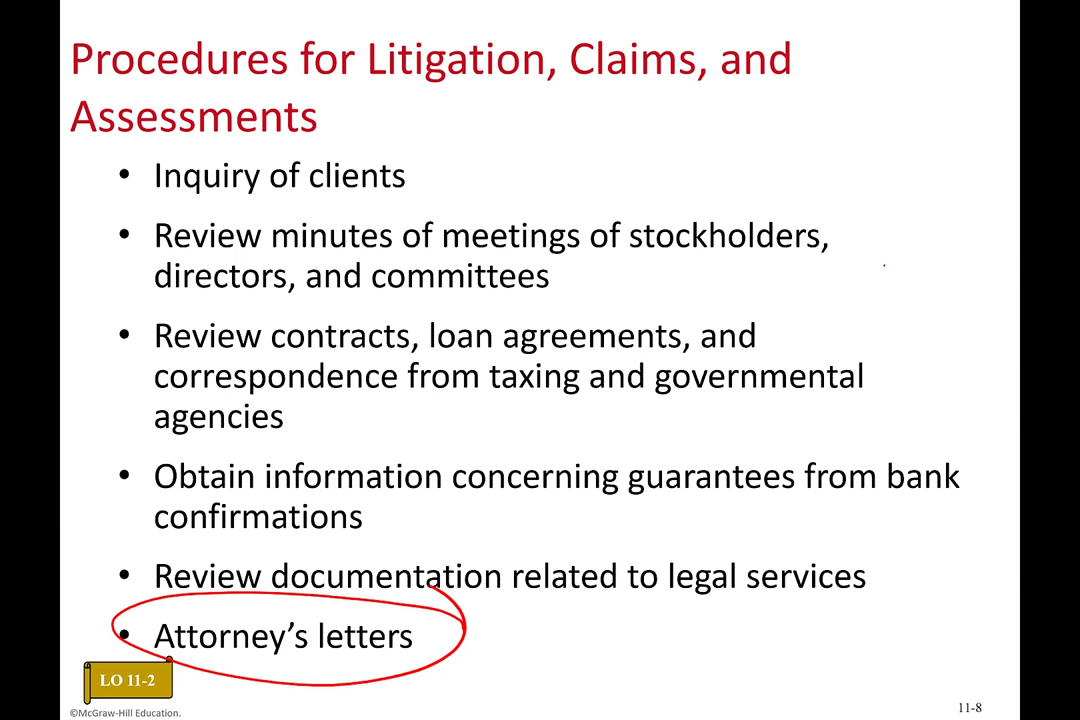 Procedures for Litigation, Claims, and
Assessments
• Inquiry of clients
• Review minutes of meetings of stockholders,
directors, and committees
• Review contracts, loan agreements, and
correspondence from taxing and governmental
agencies
• Obtain information concerning guarantees from bank
confirmations
• Review documentation related to legal services
• Attorney’s letters
LO 11-2
©McGraw-Hill Education.
11-8